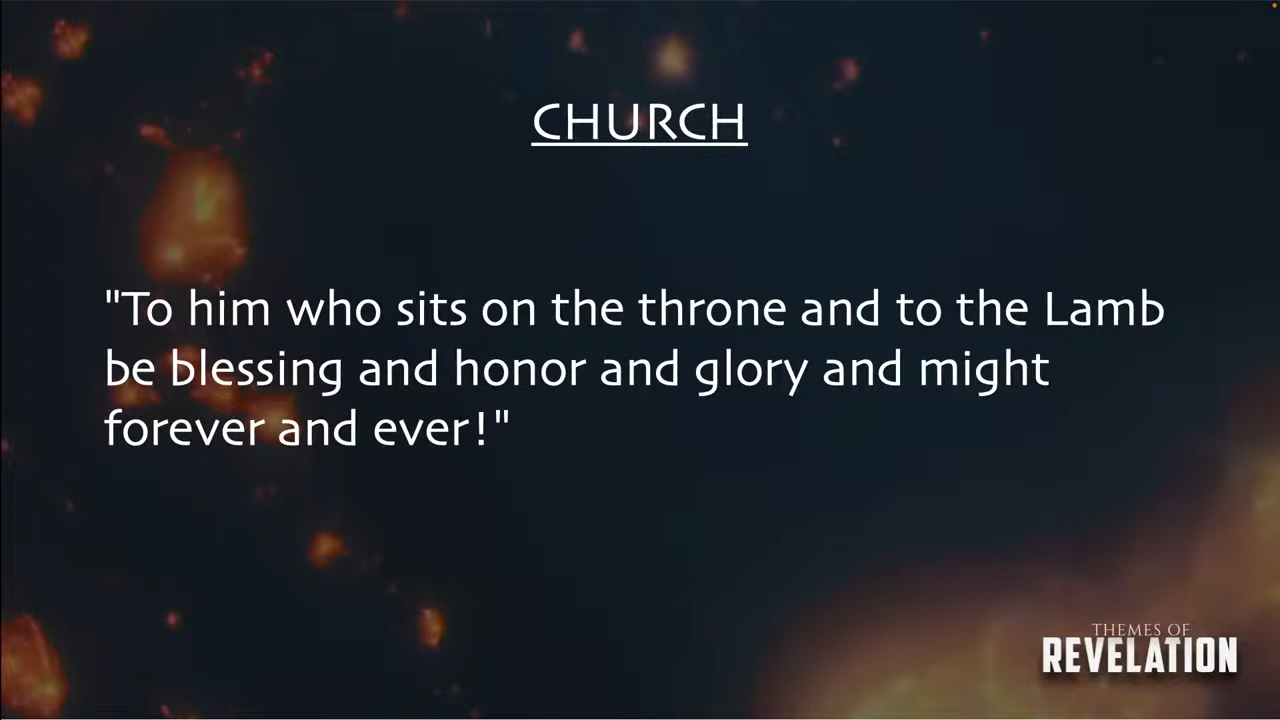 CHURCH
"To him who sits on the throne and to the Lamb
be blessing and honor and glory and might
forever and ever!"
THEMES OF
REVELATION